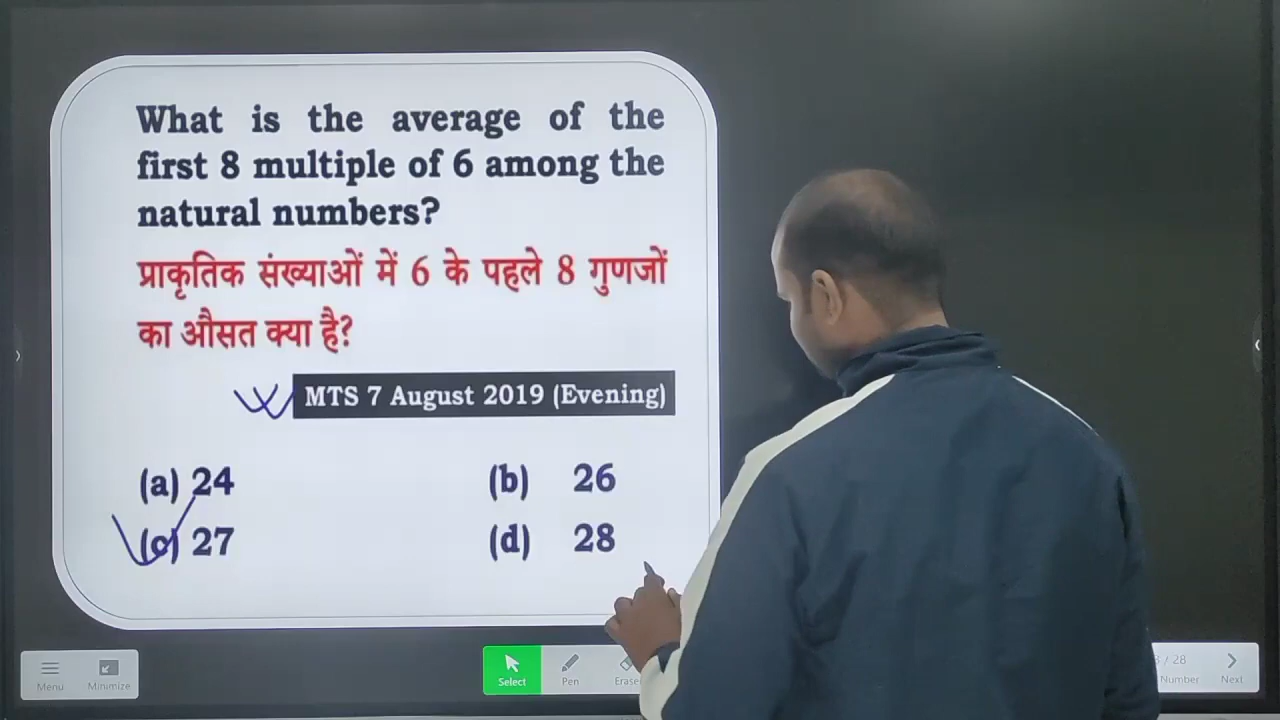 What is the average of the
first 8 multiple of 6 among the
natural numbers?
प्राकृतिक संख्याओं में 6 के पहले 8 गुणजों
का औसत क्या है?
MTS 7 August 2019 (Evening)
(a) 24 (b) 26
(c) 27 (d) 28
Menu Minimize Select Pen / 28 Number Next